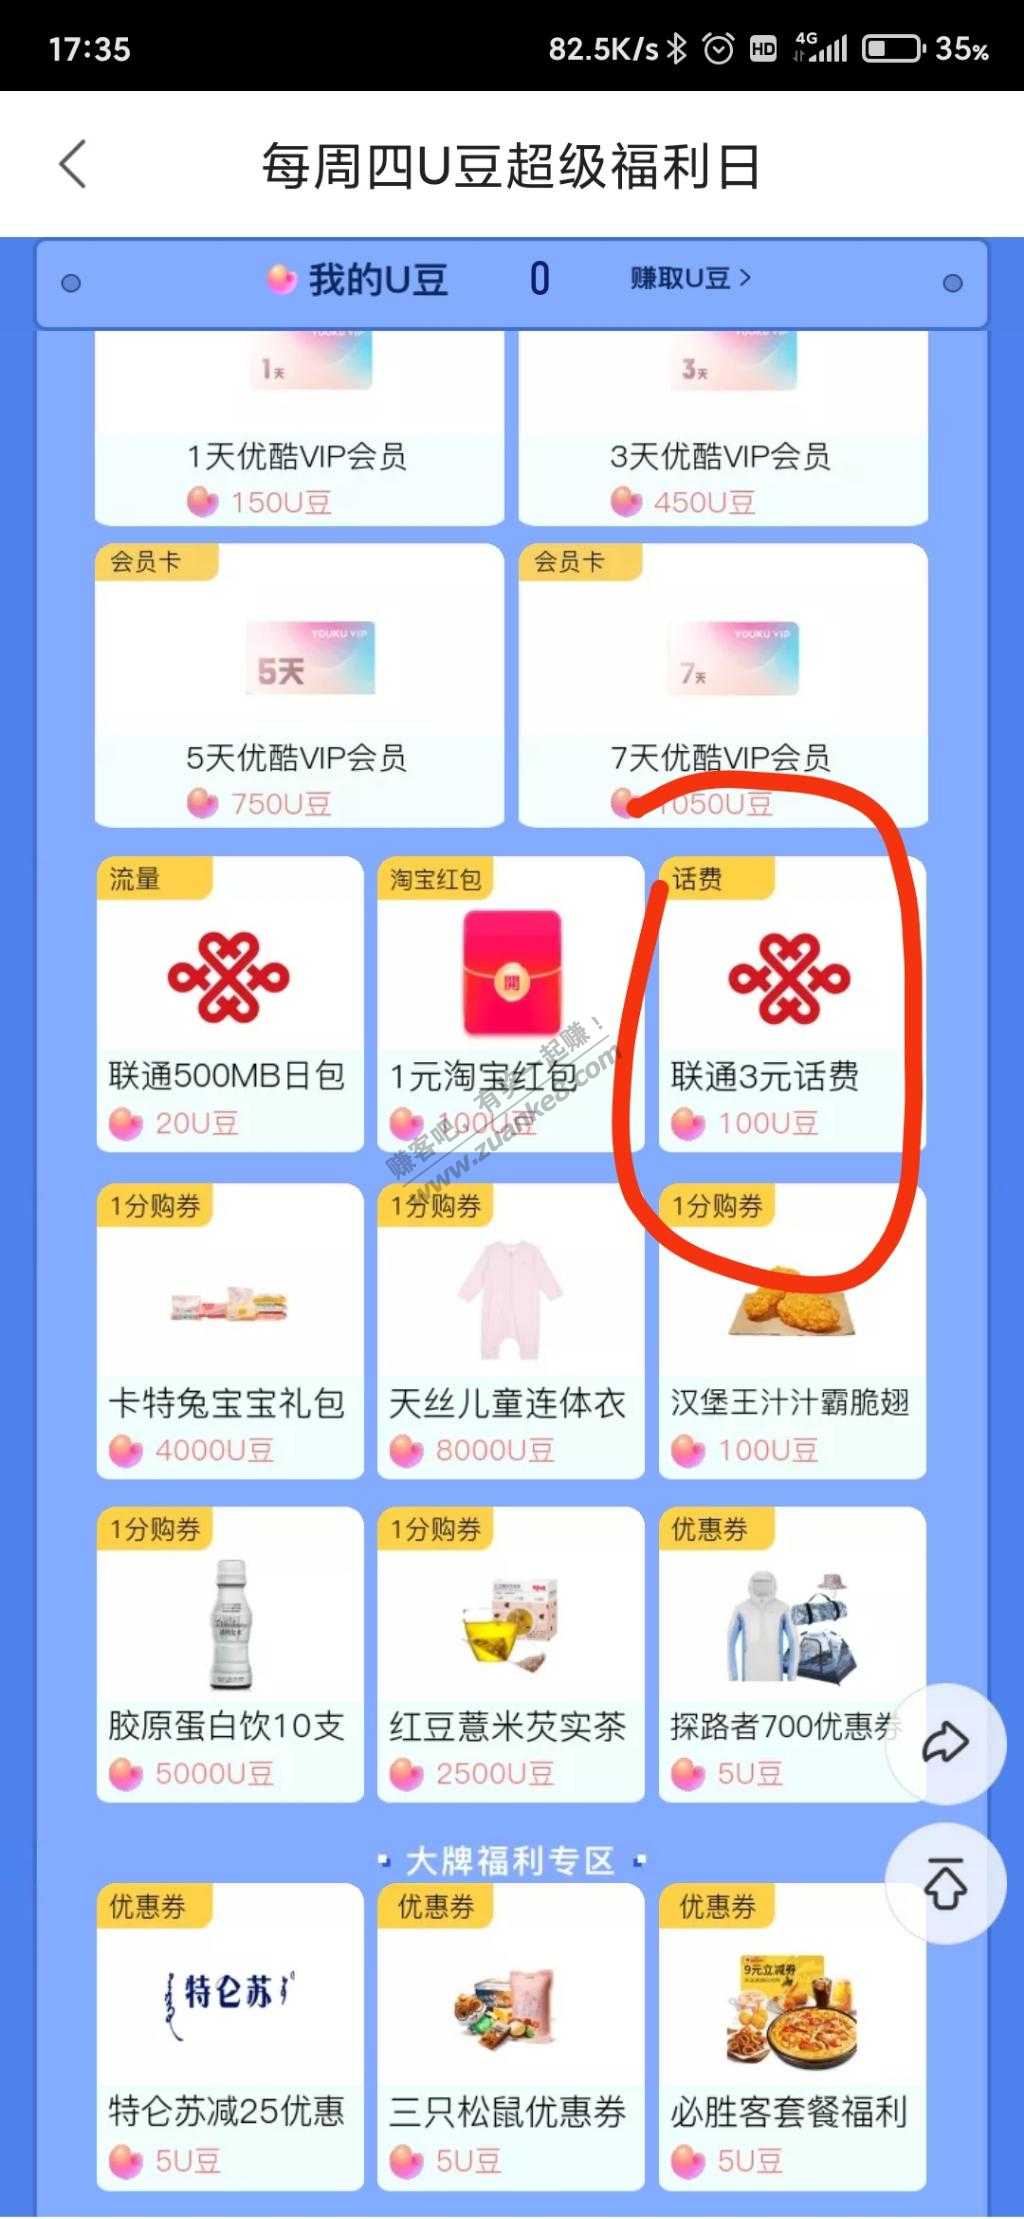 17:35
82.5K/s
HD
4G
35%
每周四U豆超级福利日
我的U豆 0 赚取U豆 >
1天
3天
1天优酷VIP会员
3天优酷VIP会员
150U豆
450U豆
会员卡
会员卡
YOUKU VIP
YOUKU VIP
5天
7天
5天优酷VIP会员
7天优酷VIP会员
750U豆
1050U豆
流量
淘宝红包
话费
開
联通500MB日包
1元淘宝红包
联通3元话费
20U豆
100U豆
100U豆
赚客吧，有奖一起赚！
www.zuanke8.com
1分购券
1分购券
1分购券
卡特兔宝宝礼包
天丝儿童连体衣
汉堡王汁汁霸脆翅
4000U豆
8000U豆
100U豆
1分购券
1分购券
优惠券
胶原蛋白饮10支
红豆薏米芡实茶
探路者700优惠券
5000U豆
2500U豆
5U豆
大牌福利专区
优惠券
优惠券
优惠券
特仑苏
9元立减券
特仑苏减25优惠
三只松鼠优惠券
必胜客套餐福利
5U豆
5U豆
5U豆